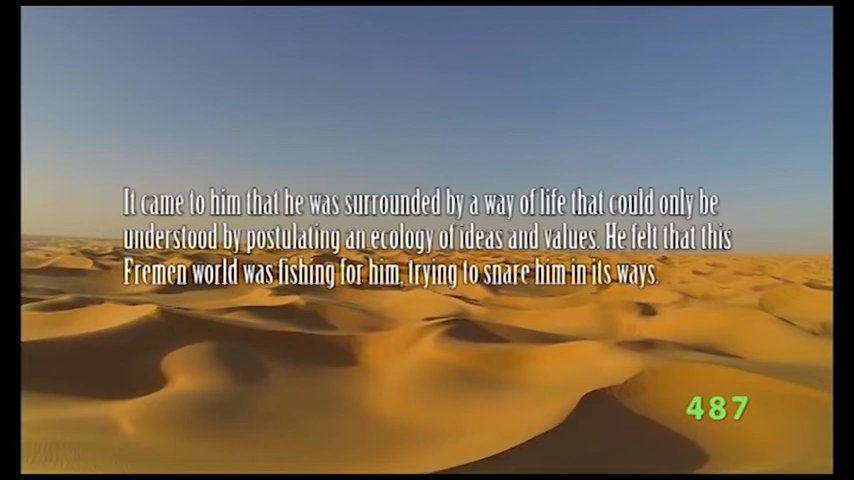 It came to him that he was surrounded by a way of life that could only be
understood by postulating an ecology of ideas and values. He felt that this
Fremen world was fishing for him, trying to snare him in its ways.
487